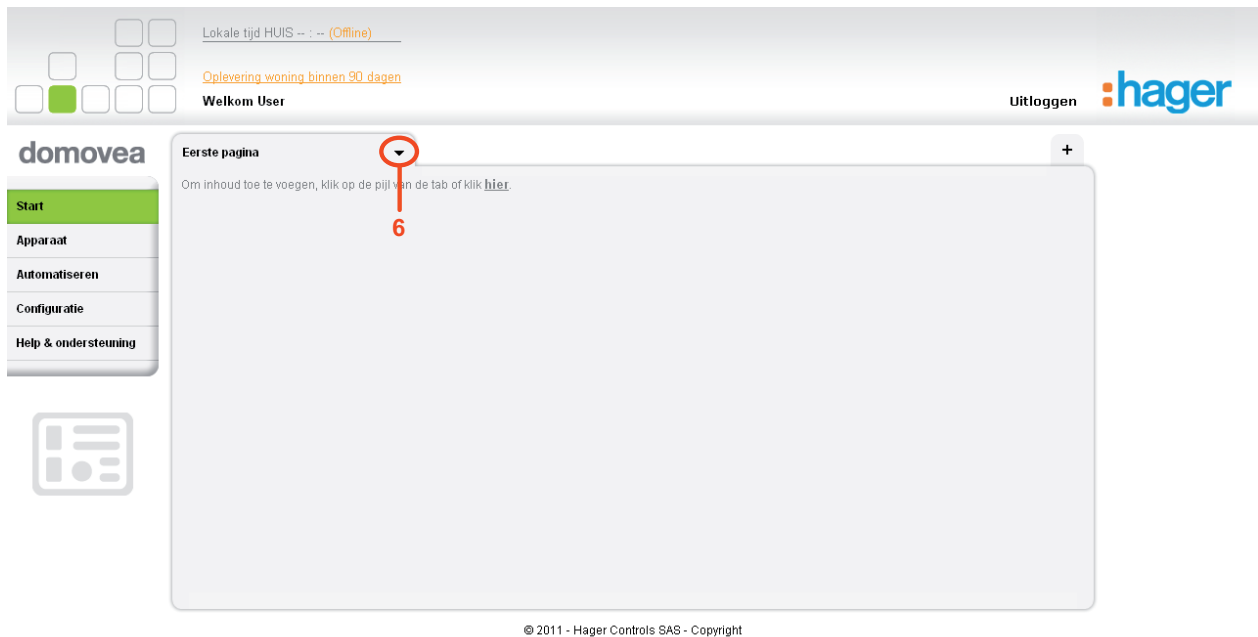 Lokale tijd HUIS -- : -- (Offline)
Oplevering woning binnen 90 dagen
Welkom User
Uitloggen
:hager
domovea
Eerste pagina
+
Om inhoud toe te voegen, klik op de pijl van de tab of klik hier.
6
Start
Apparaat
Automatiseren
Configuratie
Help & ondersteuning
© 2011 - Hager Controls SAS - Copyright